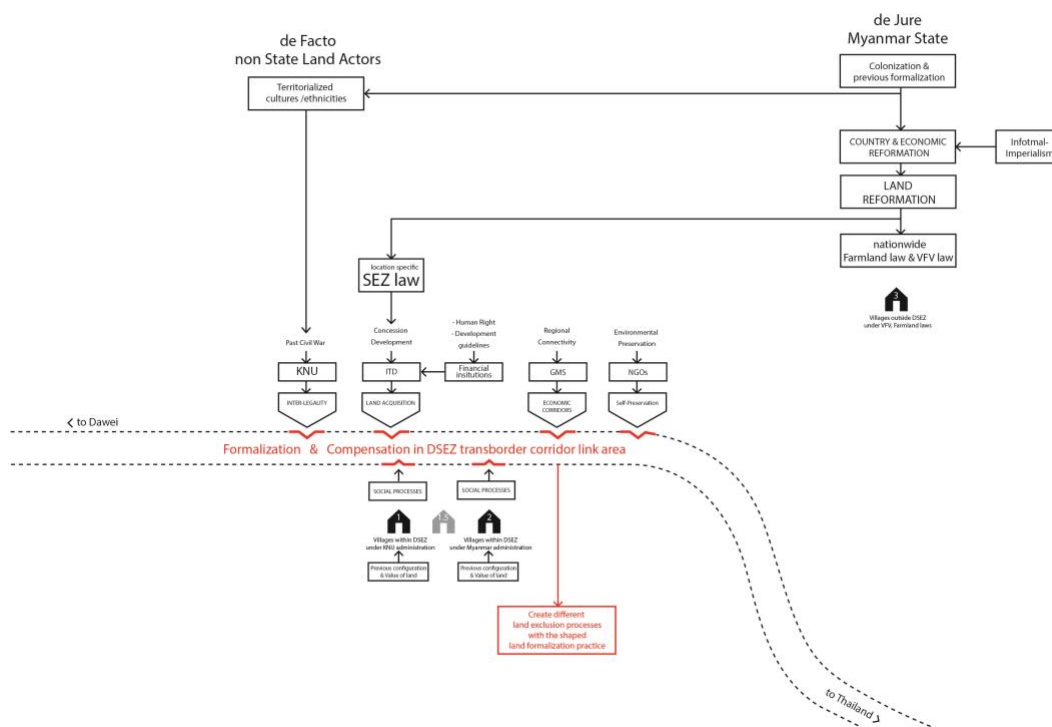 de Facto
non State Land Actors
de Jure
Myanmar State
Territorialized
cultures /ethnicities
Colonization &
previous formalization
COUNTRY & ECONOMIC
REFORMATION
Infotmal-
Imperialism
LAND
REFORMATION
nationwide
Farmland law & VFV law
location specific
SEZ law
3
Villages outside DSEZ
under VFV, Farmland laws
Past Civil War
Concession
Development
- Human Right
- Development
guidelines
Regional
Connectivity
Environmental
Preservation
KNU
ITD
Financial
insitutions
GMS
NGOs
INTER-LEGALITY
LAND ACQUISITION
ECONOMIC
CORRIDORS
Self-Preservation
< to Dawei
Formalization & Compensation in DSEZ transborder corridor link area
SOCIAL PROCESSES
SOCIAL PROCESSES
1
1.5
2
Villages within DSEZ
under KNU administration
Villages within DSEZ
under Myanmar administration
Previous configuration
& Value of land
Previous configuration
& Value of land
Create different
land exclusion processes
with the shaped
land formalization practice
to Thailand >